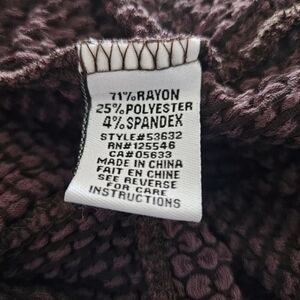 71% RAYON
25% POLYESTER
4% SPANDEX
STYLE#53632
RN#125546
CA#05633
MADE IN CHINA
FAIT EN CHINE
SEE REVERSE
FOR CARE
INSTRUCTIONS